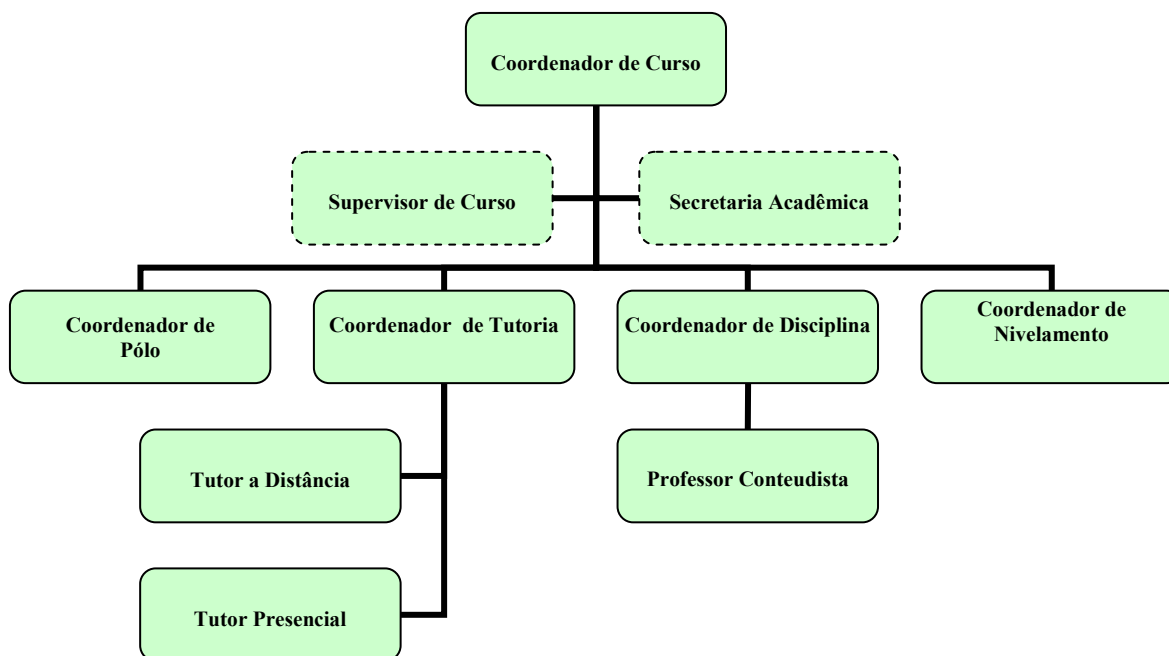 Coordenador de Curso
Supervisor de Curso
Secretaria Acadêmica
Coordenador de
Pólo
Coordenador de Tutoria
Coordenador de Disciplina
Coordenador de
Nivelamento
Tutor a Distância
Professor Conteudista
Tutor Presencial